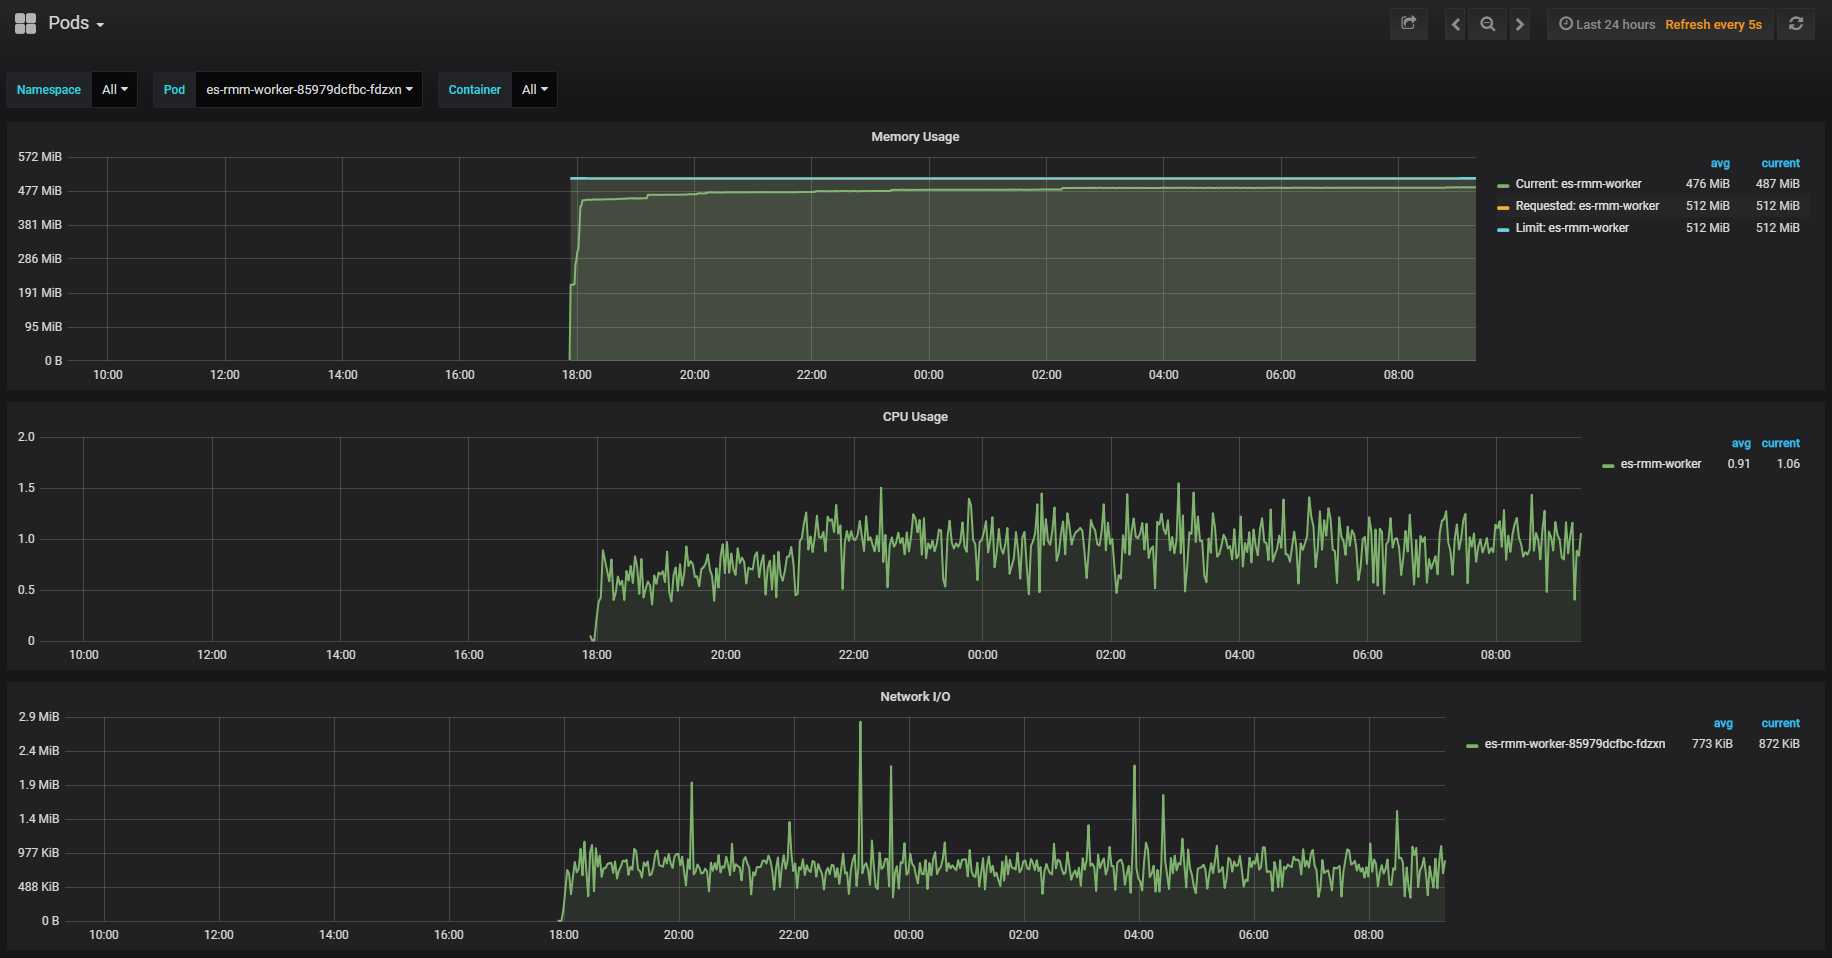 Pods
Last 24 hours Refresh every 5s
Namespace All Pod es-rmm-worker-85979dcfbc-fdzxn Container All
Memory Usage
572 MiB
477 MiB
381 MiB
286 MiB
191 MiB
95 MiB
0 B
10:00 12:00 14:00 16:00 18:00 20:00 22:00 00:00 02:00 04:00 06:00 08:00
avg current
Current: es-rmm-worker 476 MiB 487 MiB
Requested: es-rmm-worker 512 MiB 512 MiB
Limit: es-rmm-worker 512 MiB 512 MiB
CPU Usage
2.0
1.5
1.0
0.5
0
10:00 12:00 14:00 16:00 18:00 20:00 22:00 00:00 02:00 04:00 06:00 08:00
avg current
es-rmm-worker 0.91 1.06
Network I/O
2.9 MiB
2.4 MiB
1.9 MiB
1.4 MiB
977 KiB
488 KiB
0 B
10:00 12:00 14:00 16:00 18:00 20:00 22:00 00:00 02:00 04:00 06:00 08:00
avg current
es-rmm-worker-85979dcfbc-fdzxn 773 KiB 872 KiB